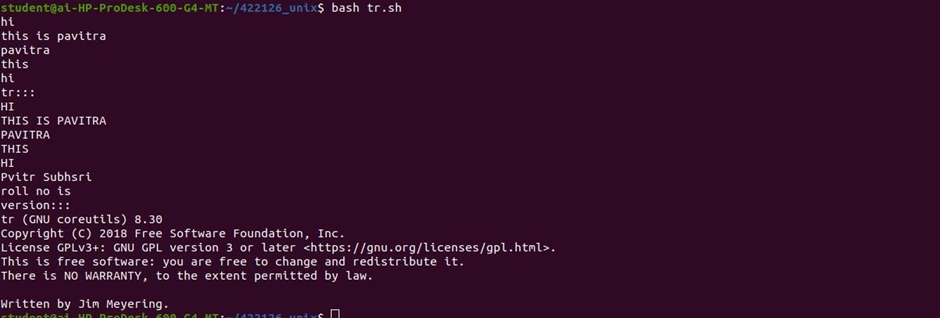 student@ai-HP-ProDesk-600-G4-MT:~/422126_unix$ bash tr.sh
hi
this is pavitra
pavitra
this
hi
tr:::
HI
THIS IS PAVITRA
PAVITRA
THIS
HI
Pvitr Subhsri
roll no is
version:::
tr (GNU coreutils) 8.30
Copyright (C) 2018 Free Software Foundation, Inc.
License GPLv3+: GNU GPL version 3 or later <https://gnu.org/licenses/gpl.html>.
This is free software: you are free to change and redistribute it.
There is NO WARRANTY, to the extent permitted by law.

Written by Jim Meyering.
student@ai-HP-ProDesk-600-G4-MT:~/422126_unix$